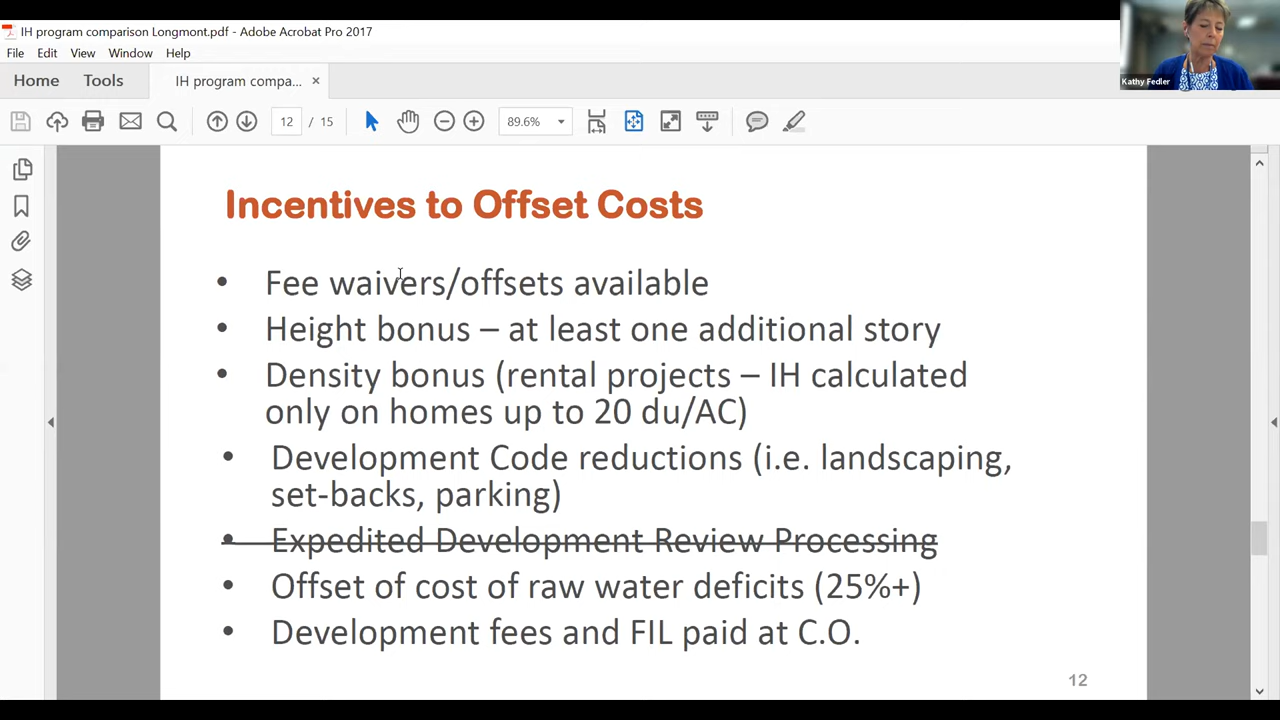 IH program comparison Longmont.pdf - Adobe Acrobat Pro 2017
File Edit View Window Help
Home Tools IH program compa... ×
12 / 15 89.6%
Kathy Fedler
Incentives to Offset Costs
• Fee waivers/offsets available
• Height bonus – at least one additional story
• Density bonus (rental projects – IH calculated
only on homes up to 20 du/AC)
• Development Code reductions (i.e. landscaping,
set-backs, parking)
• Expedited Development Review Processing
• Offset of cost of raw water deficits (25%+)
• Development fees and FIL paid at C.O.
12